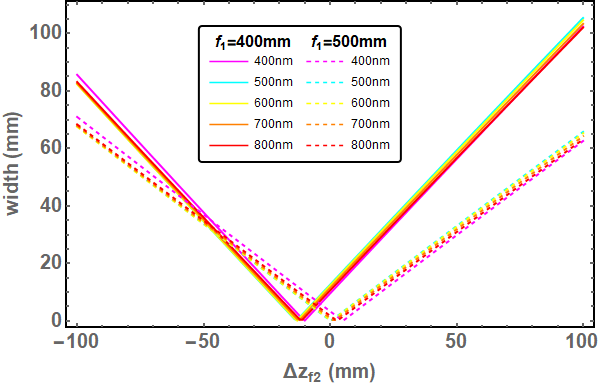 f1=400mm f1=500mm
400nm 400nm
500nm 500nm
600nm 600nm
700nm 700nm
800nm 800nm
width (mm)
100
80
60
40
20
0
−100 −50 0 50 100
Δzf2 (mm)